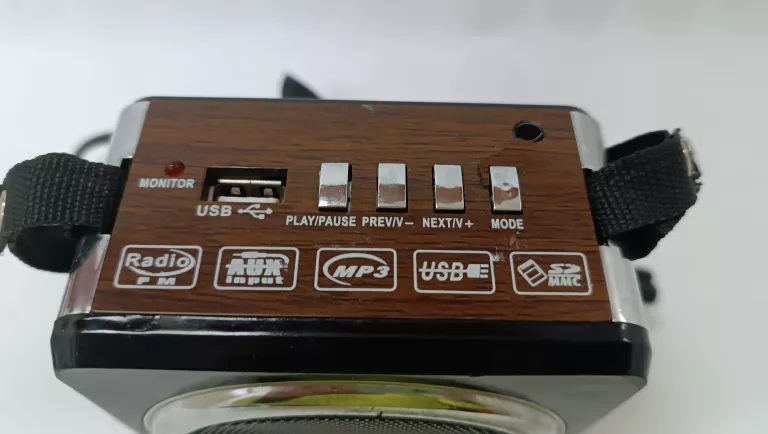 MONITOR
USB
PLAY/PAUSE PREV/V- NEXT/V+ MODE
Radio FM
AUX input
MP3
USB
SD MMC